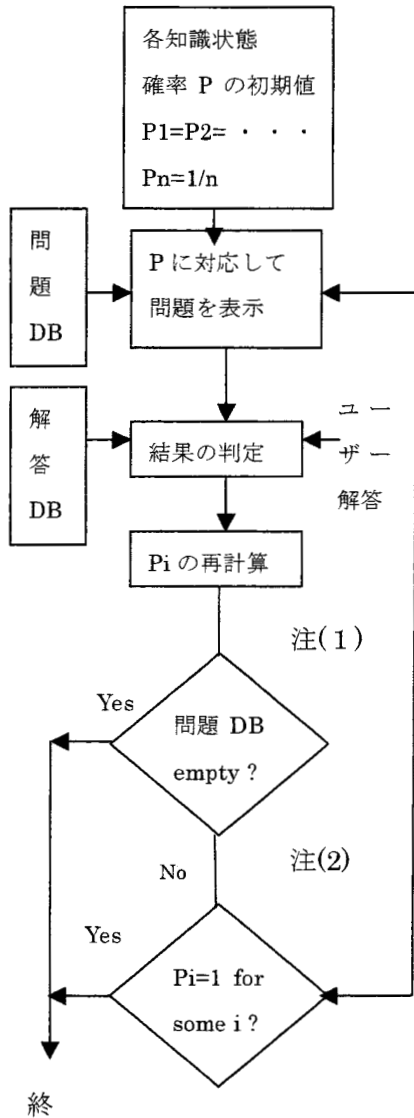 各知識状態
確率 P の初期値
P1=P2= ・ ・ ・
Pn=1/n
問
題
DB
P に対応して
問題を表示
解
答
DB
結果の判定
ユ ー
ザ ー
解答
Pi の再計算
注(１)
Yes
問題 DB
empty ?
No
注(2)
Yes
Pi=1 for
some i ?
終